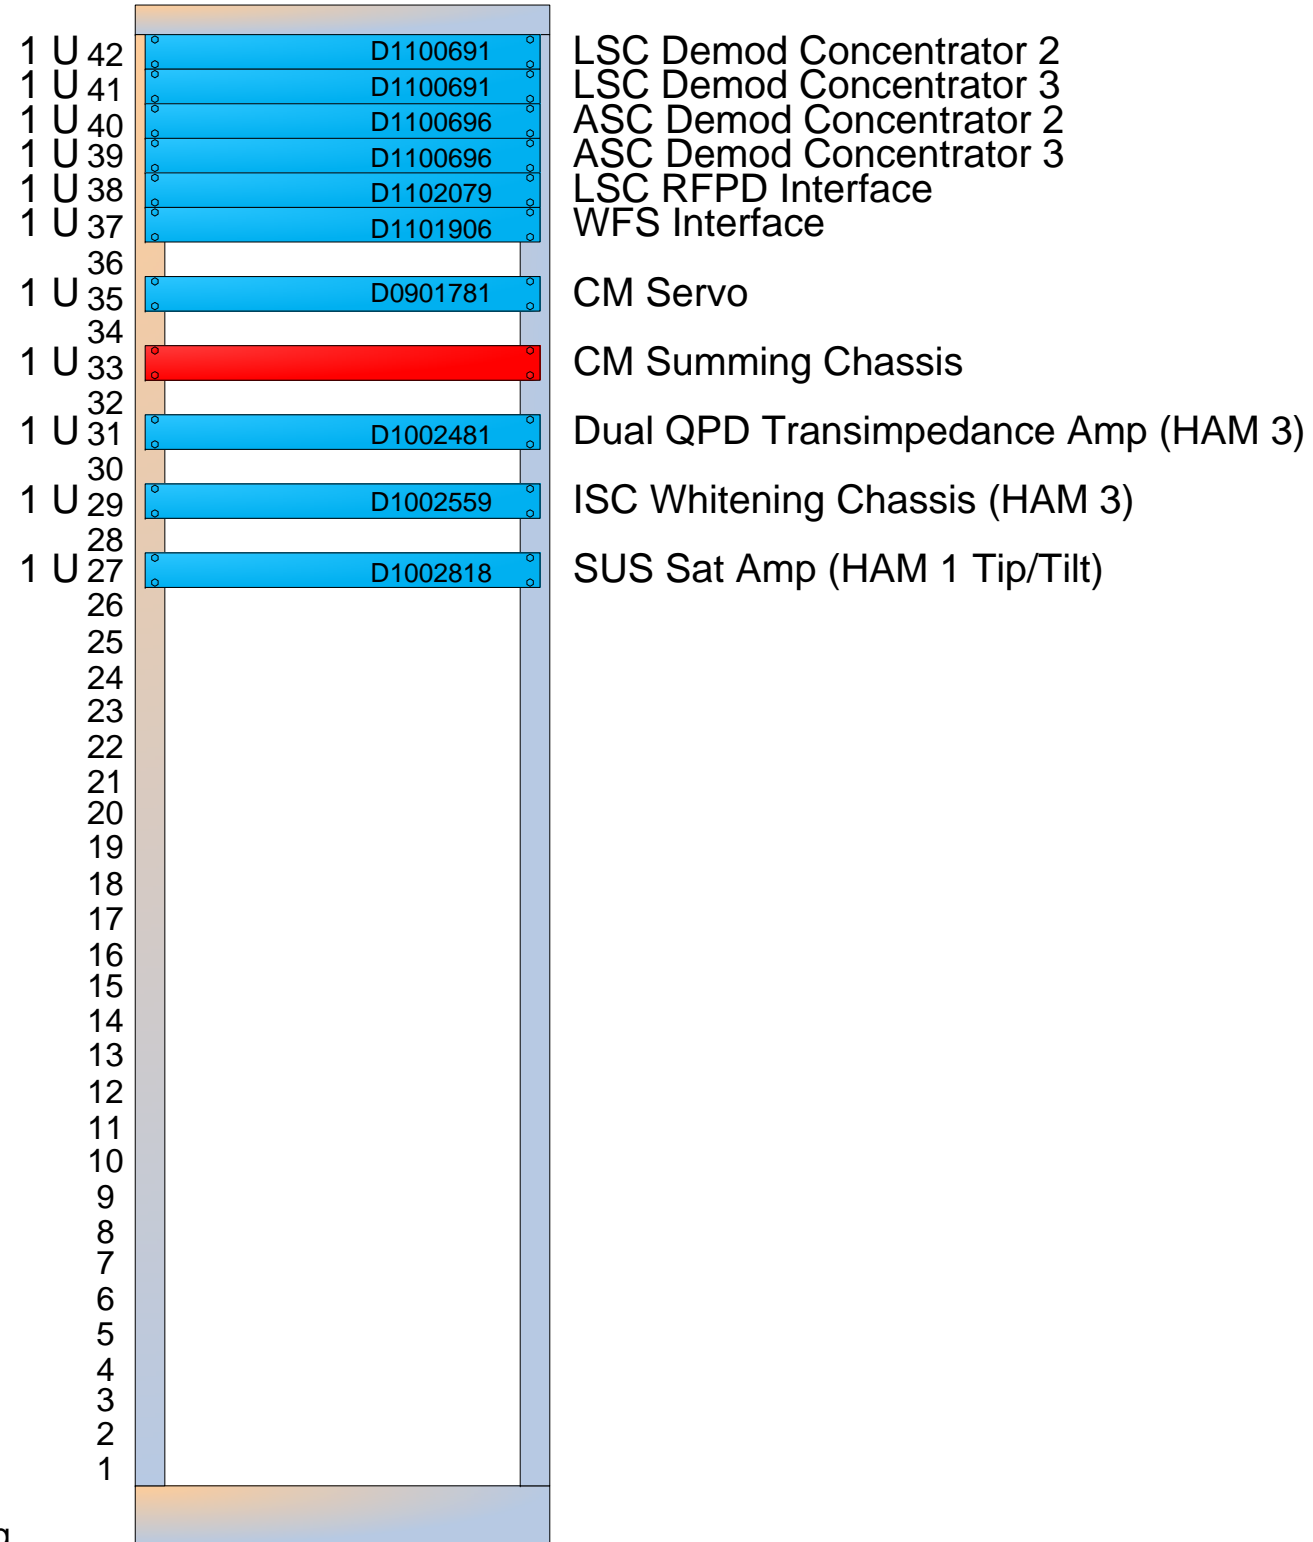 1 U 42 D1100691 LSC Demod Concentrator 2
1 U 41 D1100691 LSC Demod Concentrator 3
1 U 40 D1100696 ASC Demod Concentrator 2
1 U 39 D1100696 ASC Demod Concentrator 3
1 U 38 D1102079 LSC RFPD Interface
1 U 37 D1101906 WFS Interface
36
1 U 35 D0901781 CM Servo
34
1 U 33 CM Summing Chassis
32
1 U 31 D1002481 Dual QPD Transimpedance Amp (HAM 3)
30
1 U 29 D1002559 ISC Whitening Chassis (HAM 3)
28
1 U 27 D1002818 SUS Sat Amp (HAM 1 Tip/Tilt)
26
25
24
23
22
21
20
19
18
17
16
15
14
13
12
11
10
9
8
7
6
5
4
3
2
1